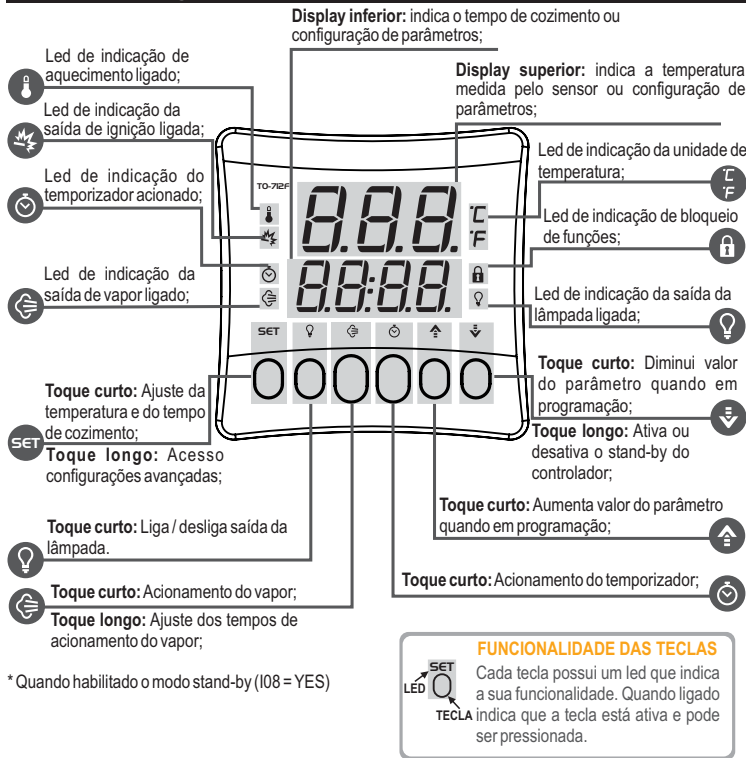 Display inferior: indica o tempo de cozimento ou
configuração de parâmetros;
Led de indicação de
aquecimento ligado;
Display superior: indica a temperatura
medida pelo sensor ou configuração de
parâmetros;
Led de indicação da
saída de ignição ligada;
Led de indicação da unidade de
temperatura;
°C
°F
Led de indicação do
temporizador acionado;
TO-712F
8.8.8.
°C
°F
Led de indicação de bloqueio
de funções;
Led de indicação da
saída de vapor ligado;
8.8:8.8.
Led de indicação da saída da
lâmpada ligada;
SET
Toque curto: Ajuste da
temperatura e do tempo
de cozimento;
SET
Toque longo: Acesso
configurações avançadas;
Toque curto: Diminui valor
do parâmetro quando em
programação;
Toque longo: Ativa ou
desativa o stand-by do
controlador;
Toque curto: Liga / desliga saída da
lâmpada.
Toque curto: Aumenta valor do parâmetro
quando em programação;
Toque curto: Acionamento do vapor;
Toque longo: Ajuste dos tempos de
acionamento do vapor;
Toque curto: Acionamento do temporizador;
* Quando habilitado o modo stand-by (I08 = YES)
FUNCIONALIDADE DAS TECLAS
SET
LED
TECLA
Cada tecla possui um led que indica
a sua funcionalidade. Quando ligado
indica que a tecla está ativa e pode
ser pressionada.